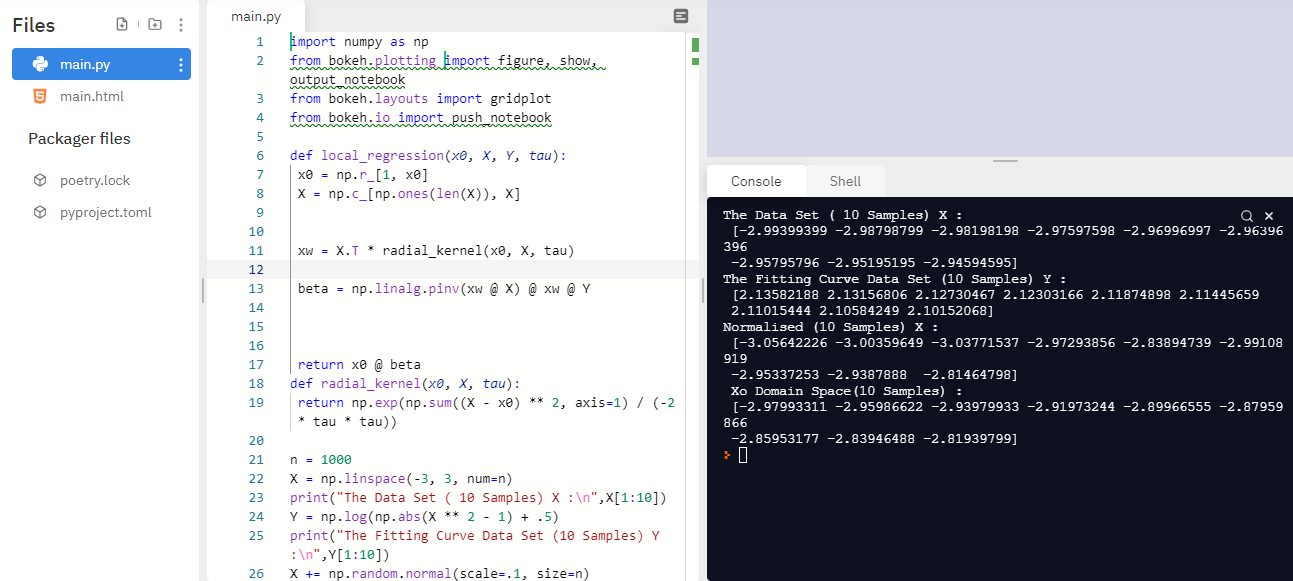 Files
main.py
main.html
Packager files
poetry.lock
pyproject.toml
main.py
1 import numpy as np
2 from bokeh.plotting import figure, show,
output_notebook
3 from bokeh.layouts import gridplot
4 from bokeh.io import push_notebook
5
6 def local_regression(x0, X, Y, tau):
7 x0 = np.r_[1, x0]
8 X = np.c_[np.ones(len(X)), X]
9
10
11 xw = X.T * radial_kernel(x0, X, tau)
12
13 beta = np.linalg.pinv(xw @ X) @ xw @ Y
14
15
16
17 return x0 @ beta
18 def radial_kernel(x0, X, tau):
19 return np.exp(np.sum((X - x0) ** 2, axis=1) / (-2
* tau * tau))
20
21 n = 1000
22 X = np.linspace(-3, 3, num=n)
23 print("The Data Set ( 10 Samples) X :\n",X[1:10])
24 Y = np.log(np.abs(X ** 2 - 1) + .5)
25 print("The Fitting Curve Data Set (10 Samples) Y
:\n",Y[1:10])
26 X += np.random.normal(scale=.1, size=n)
Console
Shell
The Data Set ( 10 Samples) X :
[-2.99399399 -2.98798799 -2.98198198 -2.97597598 -2.96996997 -2.96396
396
-2.95795796 -2.95195195 -2.94594595]
The Fitting Curve Data Set (10 Samples) Y :
[2.13582188 2.13156806 2.12730467 2.12303166 2.11874898 2.11445659
2.11015444 2.10584249 2.10152068]
Normalised (10 Samples) X :
[-3.05642226 -3.00359649 -3.03771537 -2.97293856 -2.83894739 -2.99108
919
-2.95337253 -2.9387888  -2.81464798]
Xo Domain Space(10 Samples) :
[-2.97993311 -2.95986622 -2.93979933 -2.91973244 -2.89966555 -2.87959
866
-2.85953177 -2.83946488 -2.81939799]